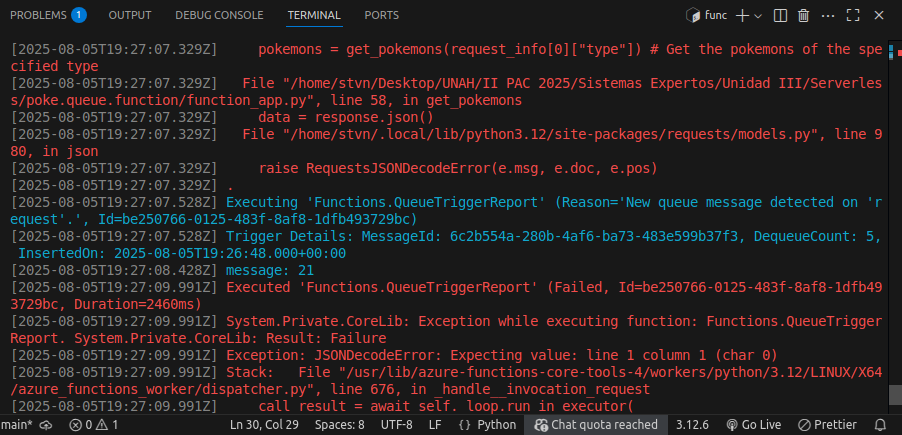 PROBLEMS 1 OUTPUT DEBUG CONSOLE TERMINAL PORTS func
[2025-08-05T19:27:07.329Z]     pokemons = get_pokemons(request_info[0]["type"]) # Get the pokemons of the spe
cified type
[2025-08-05T19:27:07.329Z]   File "/home/stvn/Desktop/UNAH/II PAC 2025/Sistemas Expertos/Unidad III/Serverles
s/poke.queue.function/function_app.py", line 58, in get_pokemons
[2025-08-05T19:27:07.329Z]     data = response.json()
[2025-08-05T19:27:07.329Z]   File "/home/stvn/.local/lib/python3.12/site-packages/requests/models.py", line 9
80, in json
[2025-08-05T19:27:07.329Z]     raise RequestsJSONDecodeError(e.msg, e.doc, e.pos)
[2025-08-05T19:27:07.329Z] .
[2025-08-05T19:27:07.528Z] Executing 'Functions.QueueTriggerReport' (Reason='New queue message detected on 'r
equest'.', Id=be250766-0125-483f-8af8-1dfb493729bc)
[2025-08-05T19:27:07.528Z] Trigger Details: MessageId: 6c2b554a-280b-4af6-ba73-483e599b37f3, DequeueCount: 5,
 InsertedOn: 2025-08-05T19:26:48.000+00:00
[2025-08-05T19:27:08.428Z] message: 21
[2025-08-05T19:27:09.991Z] Executed 'Functions.QueueTriggerReport' (Failed, Id=be250766-0125-483f-8af8-1dfb49
3729bc, Duration=2460ms)
[2025-08-05T19:27:09.991Z] System.Private.CoreLib: Exception while executing function: Functions.QueueTrigger
Report. System.Private.CoreLib: Result: Failure
[2025-08-05T19:27:09.991Z] Exception: JSONDecodeError: Expecting value: line 1 column 1 (char 0)
[2025-08-05T19:27:09.991Z] Stack:   File "/usr/lib/azure-functions-core-tools-4/workers/python/3.12/LINUX/X64
/azure_functions_worker/dispatcher.py", line 676, in _handle__invocation_request
[2025-08-05T19:27:09.991Z]     call_result = await self._loop.run_in_executor(
main* 0 1 Ln 30, Col 29 Spaces: 8 UTF-8 LF {} Python Chat quota reached 3.12.6 Go Live Prettier